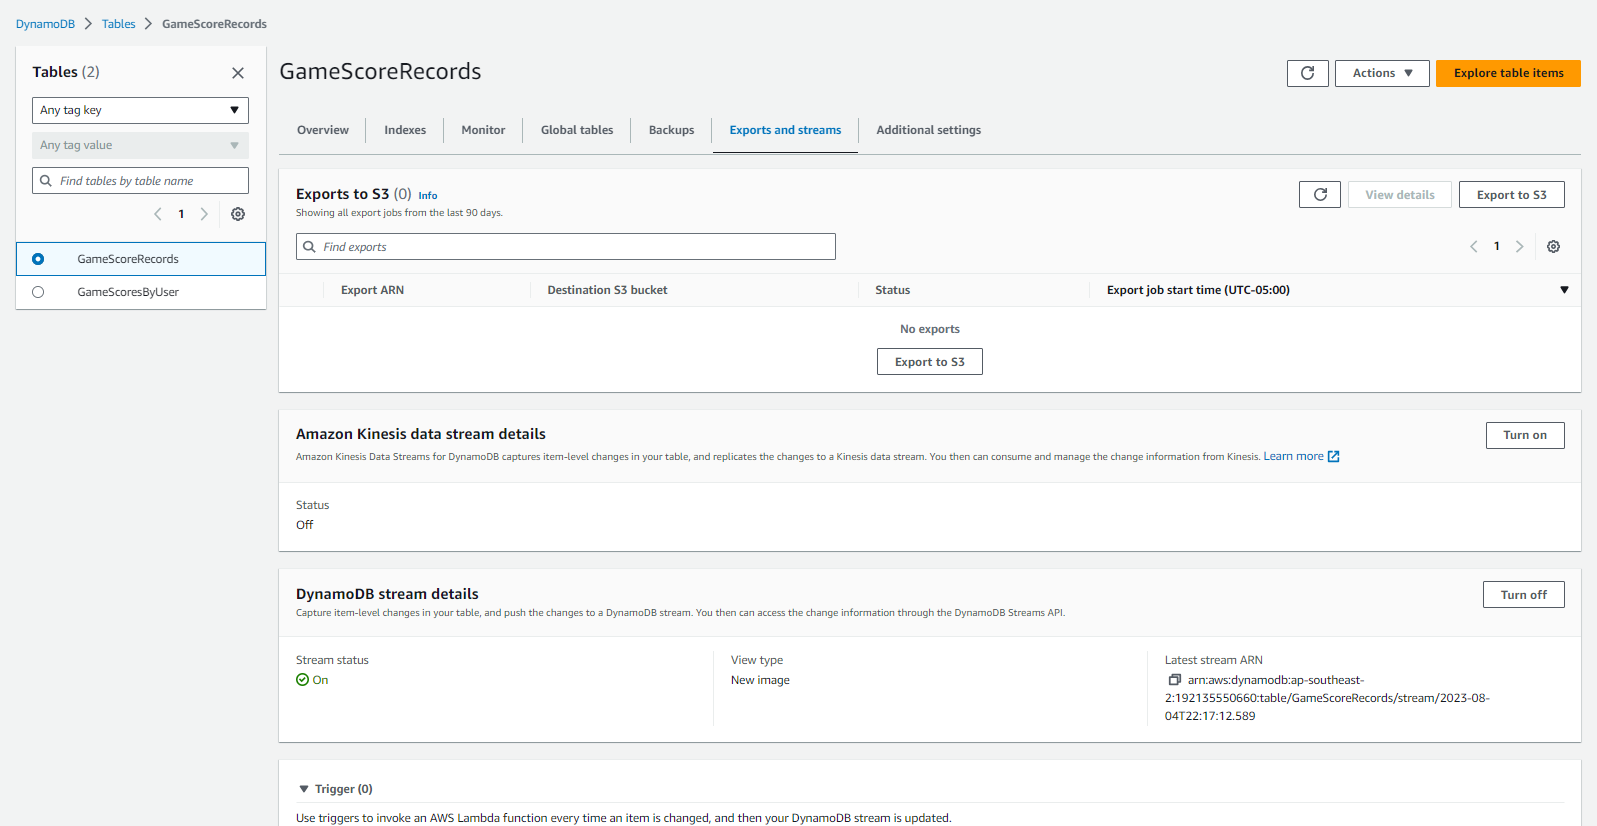 DynamoDB > Tables > GameScoreRecords
Tables (2)
Any tag key
Any tag value
Find tables by table name
1
GameScoreRecords
GameScoresByUser
GameScoreRecords
Actions
Explore table items
Overview
Indexes
Monitor
Global tables
Backups
Exports and streams
Additional settings
Exports to S3 (0) Info
Showing all export jobs from the last 90 days.
View details
Export to S3
Find exports
1
Export ARN
Destination S3 bucket
Status
Export job start time (UTC-05:00)
No exports
Export to S3
Amazon Kinesis data stream details
Turn on
Amazon Kinesis Data Streams for DynamoDB captures item-level changes in your table, and replicates the changes to a Kinesis data stream. You then can consume and manage the change information from Kinesis. Learn more
Status
Off
DynamoDB stream details
Turn off
Capture item-level changes in your table, and push the changes to a DynamoDB stream. You then can access the change information through the DynamoDB Streams API.
Stream status
On
View type
New image
Latest stream ARN
arn:aws:dynamodb:ap-southeast-
2:192135550660:table/GameScoreRecords/stream/2023-08-
04T22:17:12.589
Trigger (0)
Use triggers to invoke an AWS Lambda function every time an item is changed, and then your DynamoDB stream is updated.